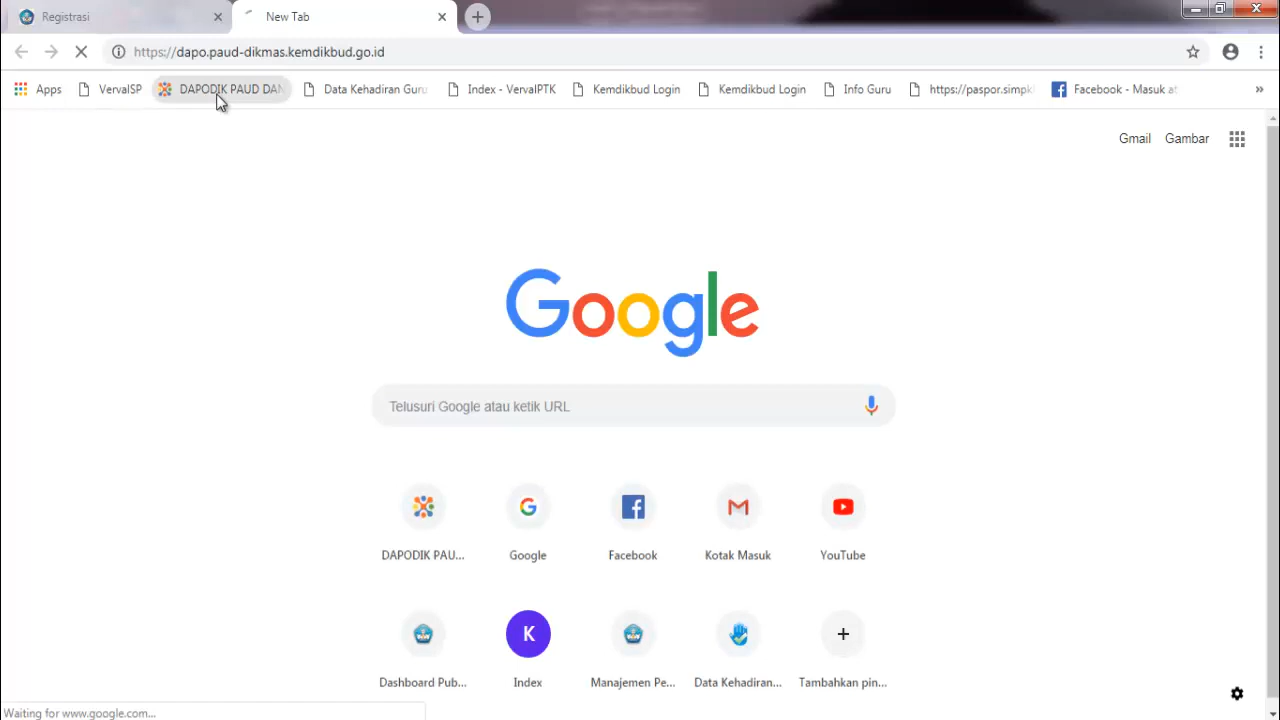 Registrasi
New Tab
https://dapo.paud-dikmas.kemdikbud.go.id
Apps
VervalSP
DAPODIK PAUD DAN
Data Kehadiran Guru
Index - VervalPTK
Kemdikbud Login
Kemdikbud Login
Info Guru
https://paspor.simpk
Facebook - Masuk at
»
Gmail
Gambar
Google
Telusuri Google atau ketik URL
DAPODIK PAU...
Google
Facebook
Kotak Masuk
YouTube
K
Dashboard Pub...
Index
Manajemen Pe...
Data Kehadiran...
Tambahkan pin...
Waiting for www.google.com...